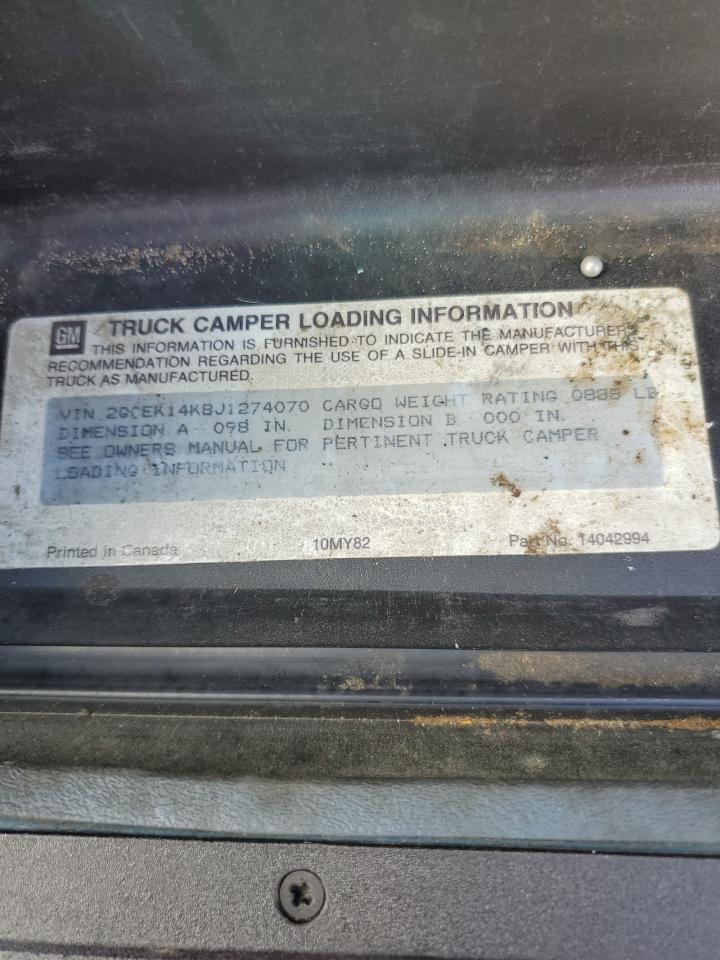 GM
TRUCK CAMPER LOADING INFORMATION
THIS INFORMATION IS FURNISHED TO INDICATE THE MANUFACTURER'S
RECOMMENDATION REGARDING THE USE OF A SLIDE-IN CAMPER WITH THIS
TRUCK AS MANUFACTURED.
VIN 2GCEK14K8J1274070 CARGO WEIGHT RATING 0838 LB
DIMENSION A 098 IN. DIMENSION B 000 IN.
SEE OWNERS MANUAL FOR PERTINENT TRUCK CAMPER
LOADING INFORMATION
Printed in Canada 10MY82 Part No. 14042994